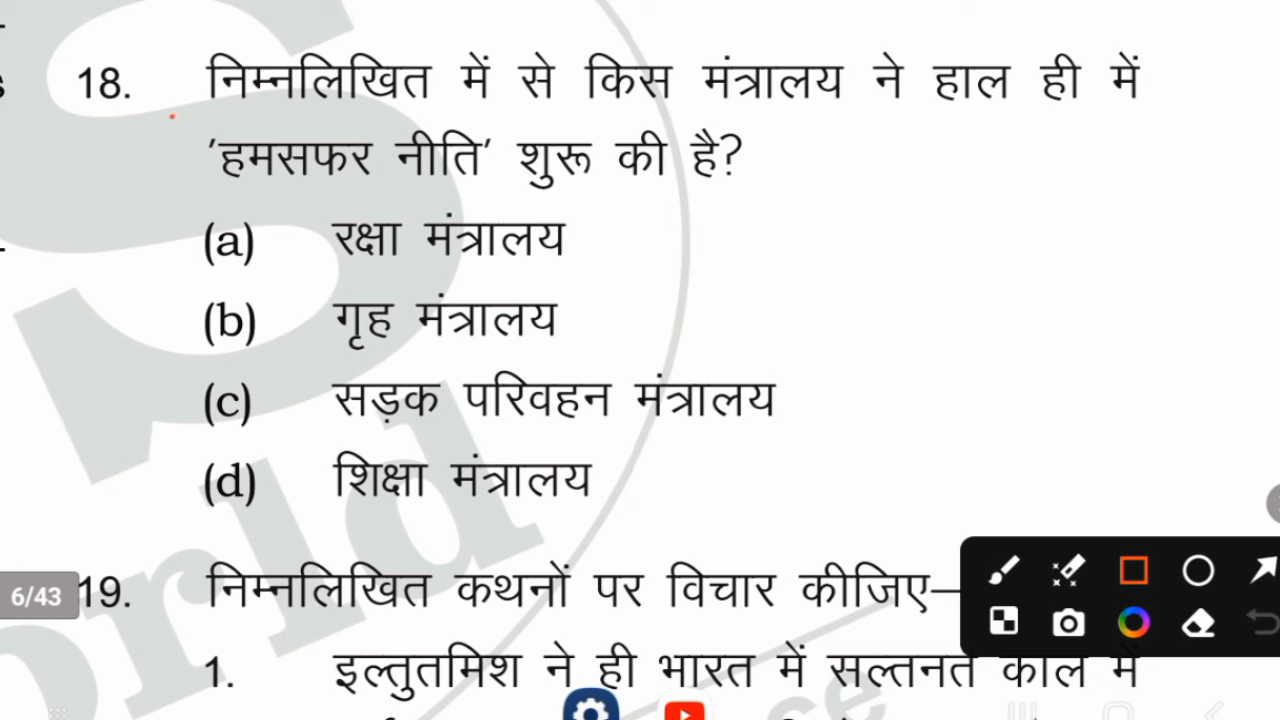 18. निम्नलिखित में से किस मंत्रालय ने हाल ही में
'हमसफर नीति' शुरू की है?
(a) रक्षा मंत्रालय
(b) गृह मंत्रालय
(c) सड़क परिवहन मंत्रालय
(d) शिक्षा मंत्रालय
6/43
19. निम्नलिखित कथनों पर विचार कीजिए—
1. इल्तुतमिश ने ही भारत में सल्तनत काल में